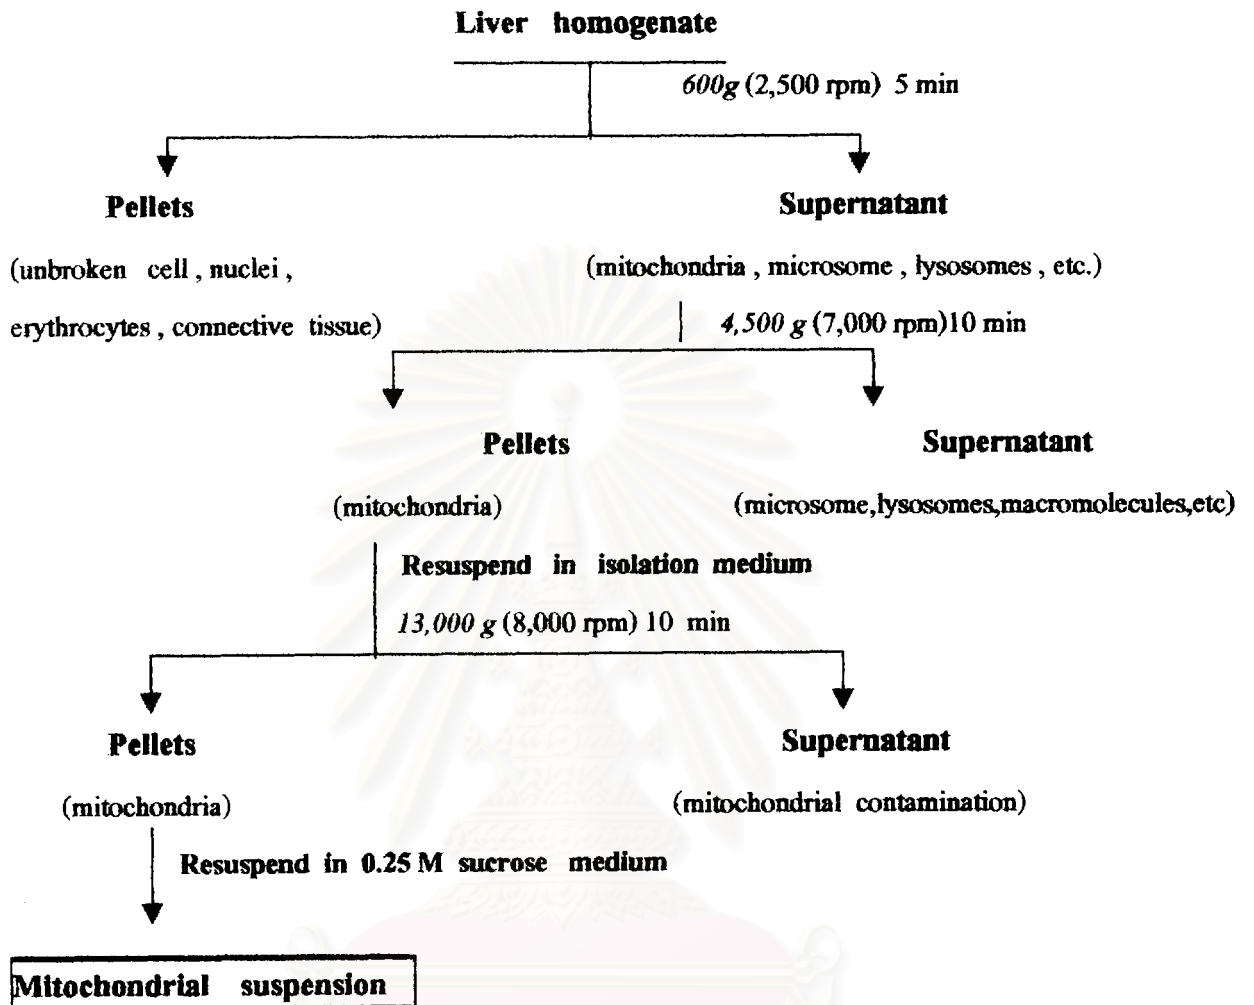 Liver homogenate
600g (2,500 rpm) 5 min
Pellets
Supernatant
(unbroken cell , nuclei ,
erythrocytes , connective tissue)
(mitochondria , microsome , lysosomes , etc.)
4,500 g (7,000 rpm)10 min
Pellets
Supernatant
(mitochondria)
(microsome,lysosomes,macromolecules,etc)
Resuspend in isolation medium
13,000 g (8,000 rpm) 10 min
Pellets
Supernatant
(mitochondria)
(mitochondrial contamination)
Resuspend in 0.25 M sucrose medium
Mitochondrial suspension